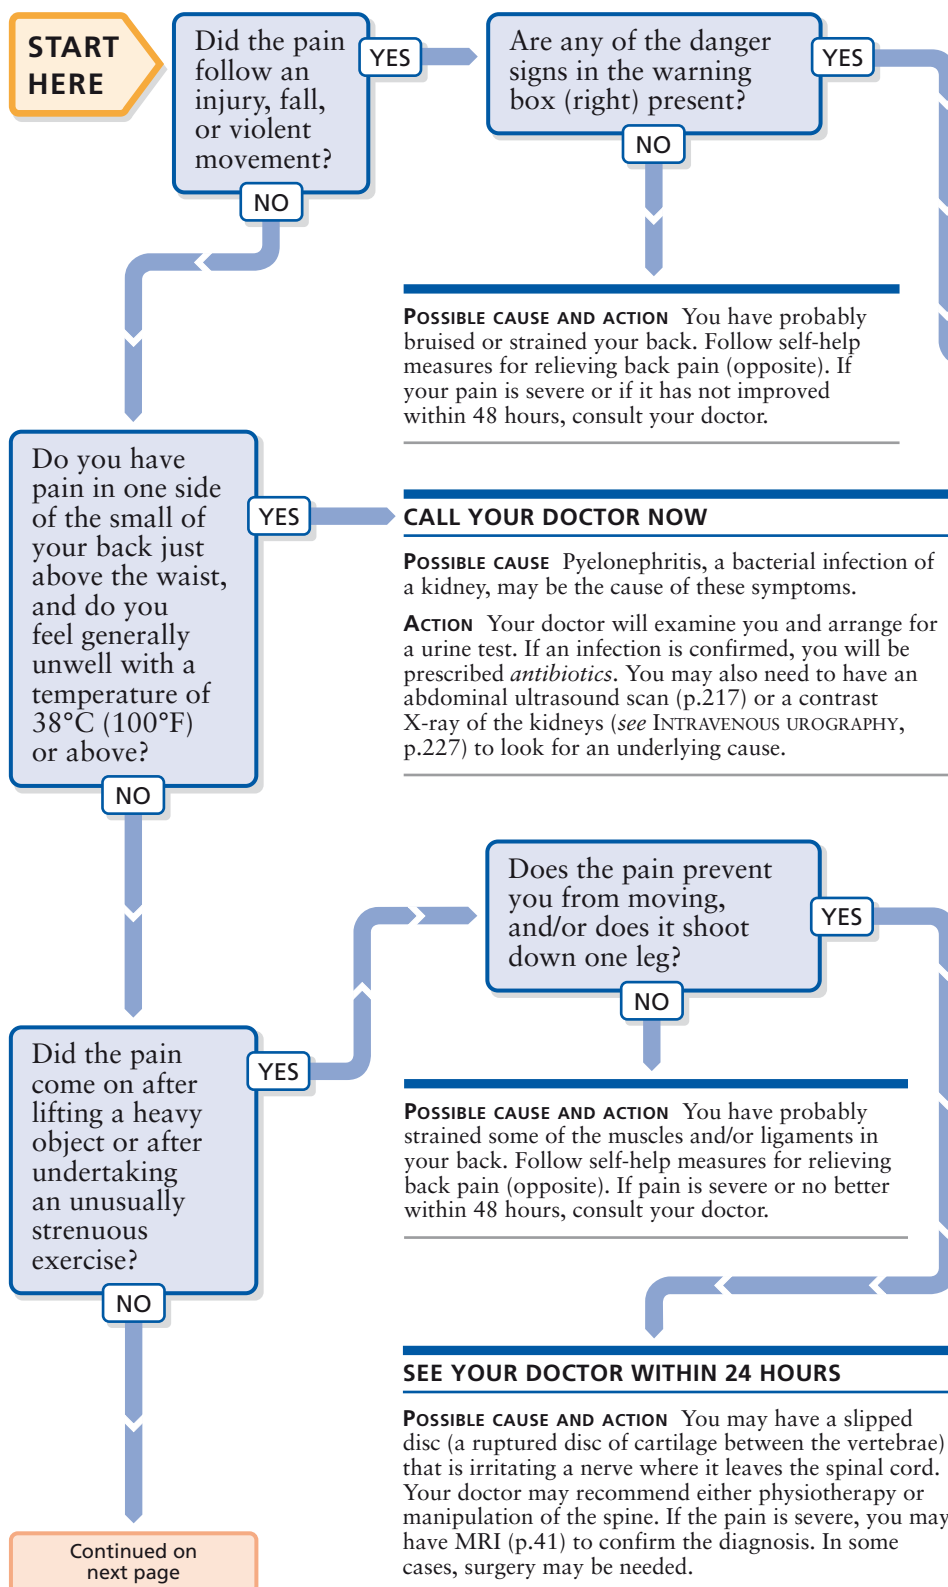 START
HERE
Did the pain
follow an
injury, fall,
or violent
movement?
YES
NO
Are any of the danger
signs in the warning
box (right) present?
YES
NO
POSSIBLE CAUSE AND ACTION You have probably
bruised or strained your back. Follow self-help
measures for relieving back pain (opposite). If
your pain is severe or if it has not improved
within 48 hours, consult your doctor.
Do you have
pain in one side
of the small of
your back just
above the waist,
and do you
feel generally
unwell with a
temperature of
38°C (100°F)
or above?
YES
NO
CALL YOUR DOCTOR NOW
POSSIBLE CAUSE Pyelonephritis, a bacterial infection of
a kidney, may be the cause of these symptoms.
ACTION Your doctor will examine you and arrange for
a urine test. If an infection is confirmed, you will be
prescribed antibiotics. You may also need to have an
abdominal ultrasound scan (p.217) or a contrast
X-ray of the kidneys (see INTRAVENOUS UROGRAPHY,
p.227) to look for an underlying cause.
Does the pain prevent
you from moving,
and/or does it shoot
down one leg?
YES
NO
Did the pain
come on after
lifting a heavy
object or after
undertaking
an unusually
strenuous
exercise?
YES
NO
POSSIBLE CAUSE AND ACTION You have probably
strained some of the muscles and/or ligaments in
your back. Follow self-help measures for relieving
back pain (opposite). If pain is severe or no better
within 48 hours, consult your doctor.
SEE YOUR DOCTOR WITHIN 24 HOURS
POSSIBLE CAUSE AND ACTION You may have a slipped
disc (a ruptured disc of cartilage between the vertebrae)
that is irritating a nerve where it leaves the spinal cord.
Your doctor may recommend either physiotherapy or
manipulation of the spine. If the pain is severe, you may
have MRI (p.41) to confirm the diagnosis. In some
cases, surgery may be needed.
Continued on
next page